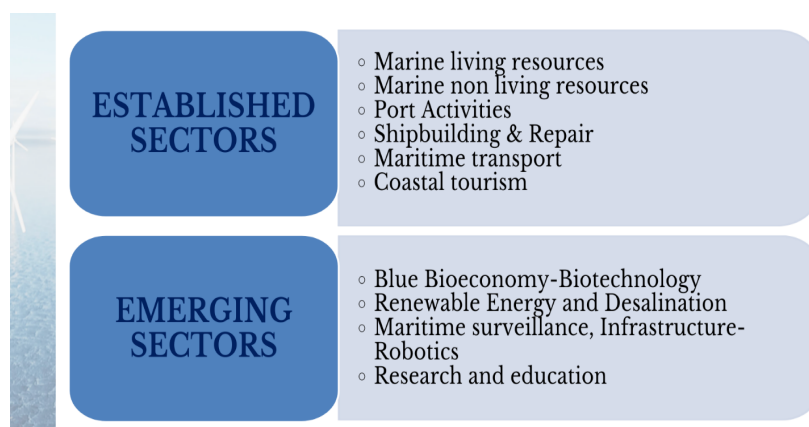 ESTABLISHED
SECTORS
◦ Marine living resources
◦ Marine non living resources
◦ Port Activities
◦ Shipbuilding & Repair
◦ Maritime transport
◦ Coastal tourism
EMERGING
SECTORS
◦ Blue Bioeconomy-Biotechnology
◦ Renewable Energy and Desalination
◦ Maritime surveillance, Infrastructure-
Robotics
◦ Research and education